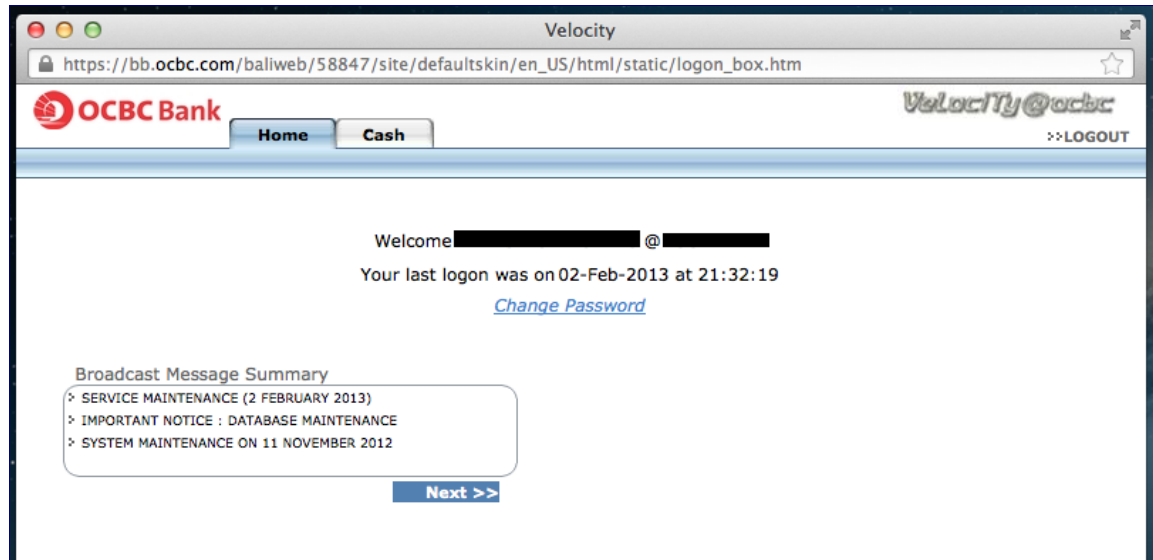 Velocity
https://bb.ocbc.com/baliweb/58847/site/defaultskin/en_US/html/static/logon_box.htm
OCBC Bank
Velocity@ocbc
Home Cash
>>LOGOUT
Welcome @
Your last logon was on 02-Feb-2013 at 21:32:19
Change Password
Broadcast Message Summary
SERVICE MAINTENANCE (2 FEBRUARY 2013)
IMPORTANT NOTICE : DATABASE MAINTENANCE
SYSTEM MAINTENANCE ON 11 NOVEMBER 2012
Next >>